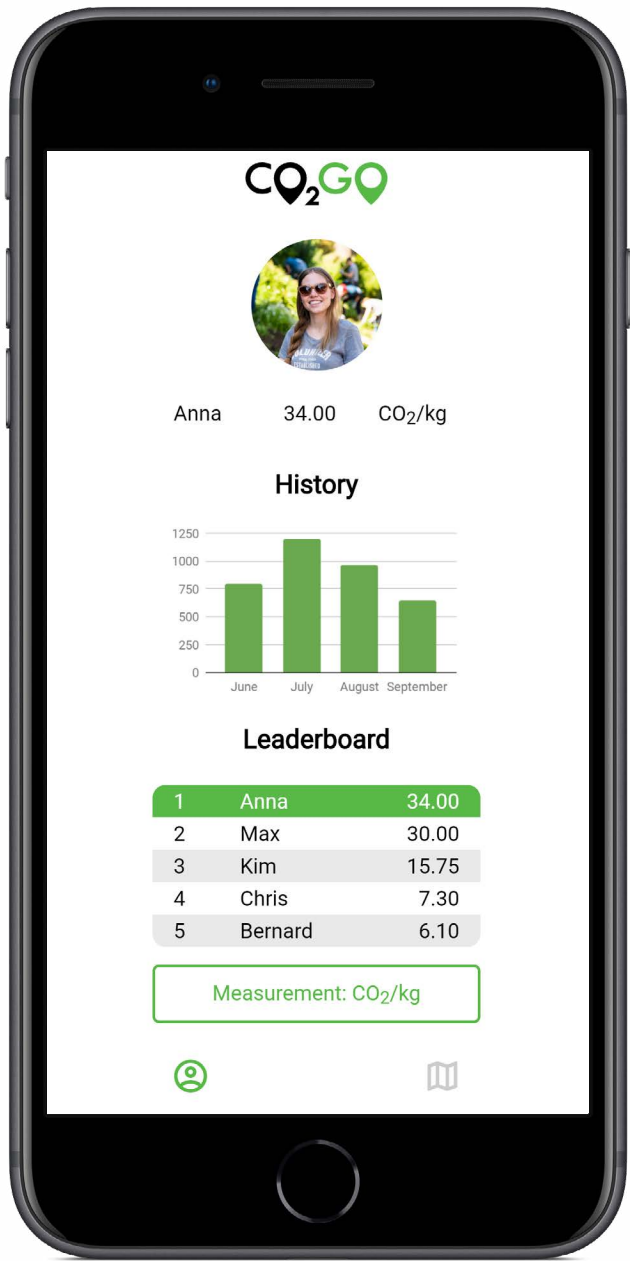 CO₂GO
Anna 34.00 CO₂/kg
History
1250
1000
750
500
250
0
June July August September
Leaderboard
1 Anna 34.00
2 Max 30.00
3 Kim 15.75
4 Chris 7.30
5 Bernard 6.10
Measurement: CO₂/kg